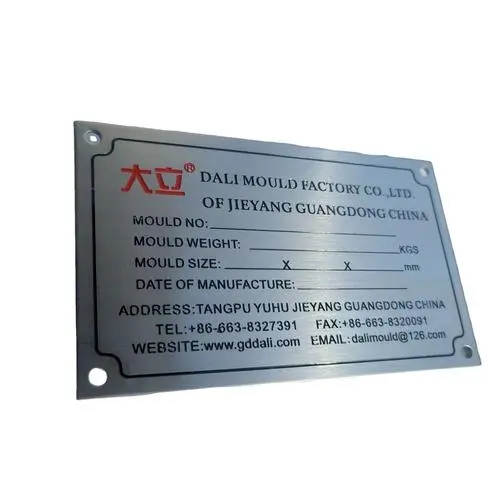 大立® DALI MOULD FACTORY CO.,LTD.
OF JIEYANG GUANGDONG CHINA
MOULD NO:
MOULD WEIGHT: KGS
MOULD SIZE: X X mm
DATE OF MANUFACTURE:
ADDRESS:TANGPU YUHU JIEYANG GUANGDONG CHINA
TEL:+86-663-8327391 FAX:+86-663-8320091
WEBSITE:www.gddali.com EMAIL:dalimould@126.com